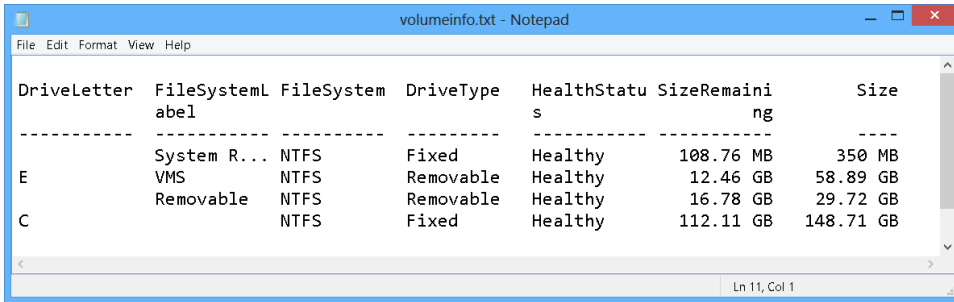 volumeinfo.txt - Notepad
File Edit Format View Help
DriveLetter FileSystemL FileSystem DriveType HealthStatu SizeRemaini Size
abel s ng
----------- ----------- ---------- --------- ----------- ----------- ----
System R... NTFS Fixed Healthy 108.76 MB 350 MB
E VMS NTFS Removable Healthy 12.46 GB 58.89 GB
Removable NTFS Removable Healthy 16.78 GB 29.72 GB
C NTFS Fixed Healthy 112.11 GB 148.71 GB
Ln 11, Col 1